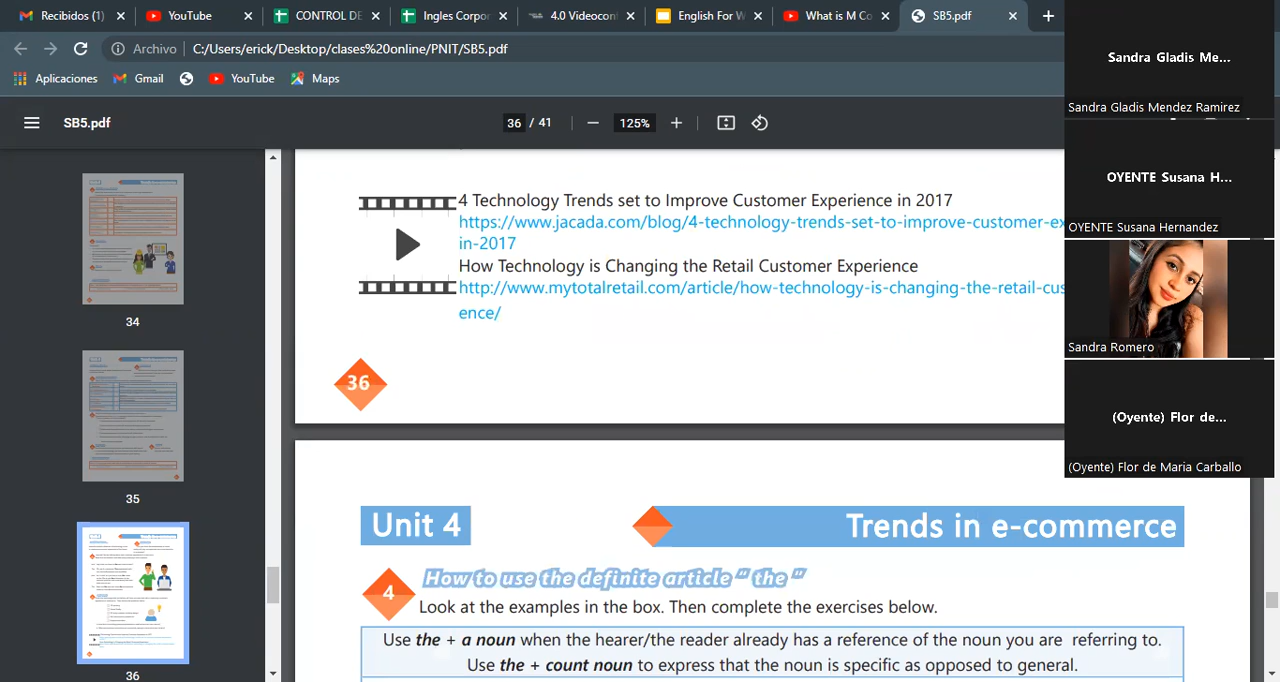 Recibidos (1)
YouTube
CONTROL DE
Ingles Corpor
4.0 Videocon
English For W
What is M Co
SB5.pdf
Archivo
C:/Users/erick/Desktop/clases%20online/PNIT/SB5.pdf
Aplicaciones
Gmail
YouTube
Maps
SB5.pdf
36 / 41
125%
34
35
36
4 Technology Trends set to Improve Customer Experience in 2017
https://www.jacada.com/blog/4-technology-trends-set-to-improve-customer-ex
in-2017
How Technology is Changing the Retail Customer Experience
http://www.mytotalretail.com/article/how-technology-is-changing-the-retail-cus
ence/
36
Unit 4
Trends in e-commerce
4
How to use a definite article “ the “
Look at the examples in the box. Then complete the exercises below.
Use the + a noun when the hearer/the reader already has reference of the noun you are referring to.
Use the + count noun to express that the noun is specific as opposed to general.
Sandra Gladis Me...
Sandra Gladis Mendez Ramirez
OYENTE Susana H...
OYENTE Susana Hernandez
Sandra Romero
(Oyente) Flor de...
(Oyente) Flor de Maria Carballo